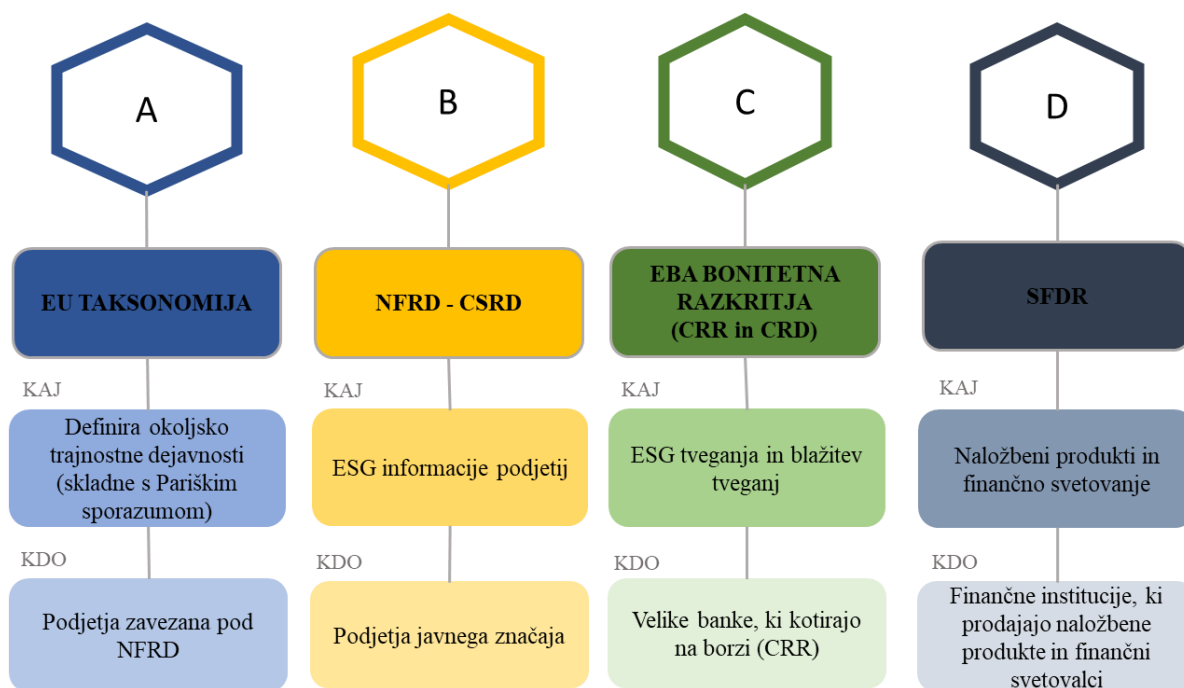 A
B
C
D
EU TAKSONOMIJA
NFRD - CSRD
EBA BONITETNA
RAZKRITJA
(CRR in CRD)
SFDR
KAJ
KAJ
KAJ
KAJ
Definira okoljsko
trajnostne dejavnosti
(skladne s Pariškim
sporazumom)
ESG informacije podjetij
ESG tveganja in blažitev
tveganj
Naložbeni produkti in
finančno svetovanje
KDO
KDO
KDO
KDO
Podjetja zavezana pod
NFRD
Podjetja javnega značaja
Velike banke, ki kotirajo
na borzi (CRR)
Finančne institucije, ki
prodajajo naložbene
produkte in finančni
svetovalci